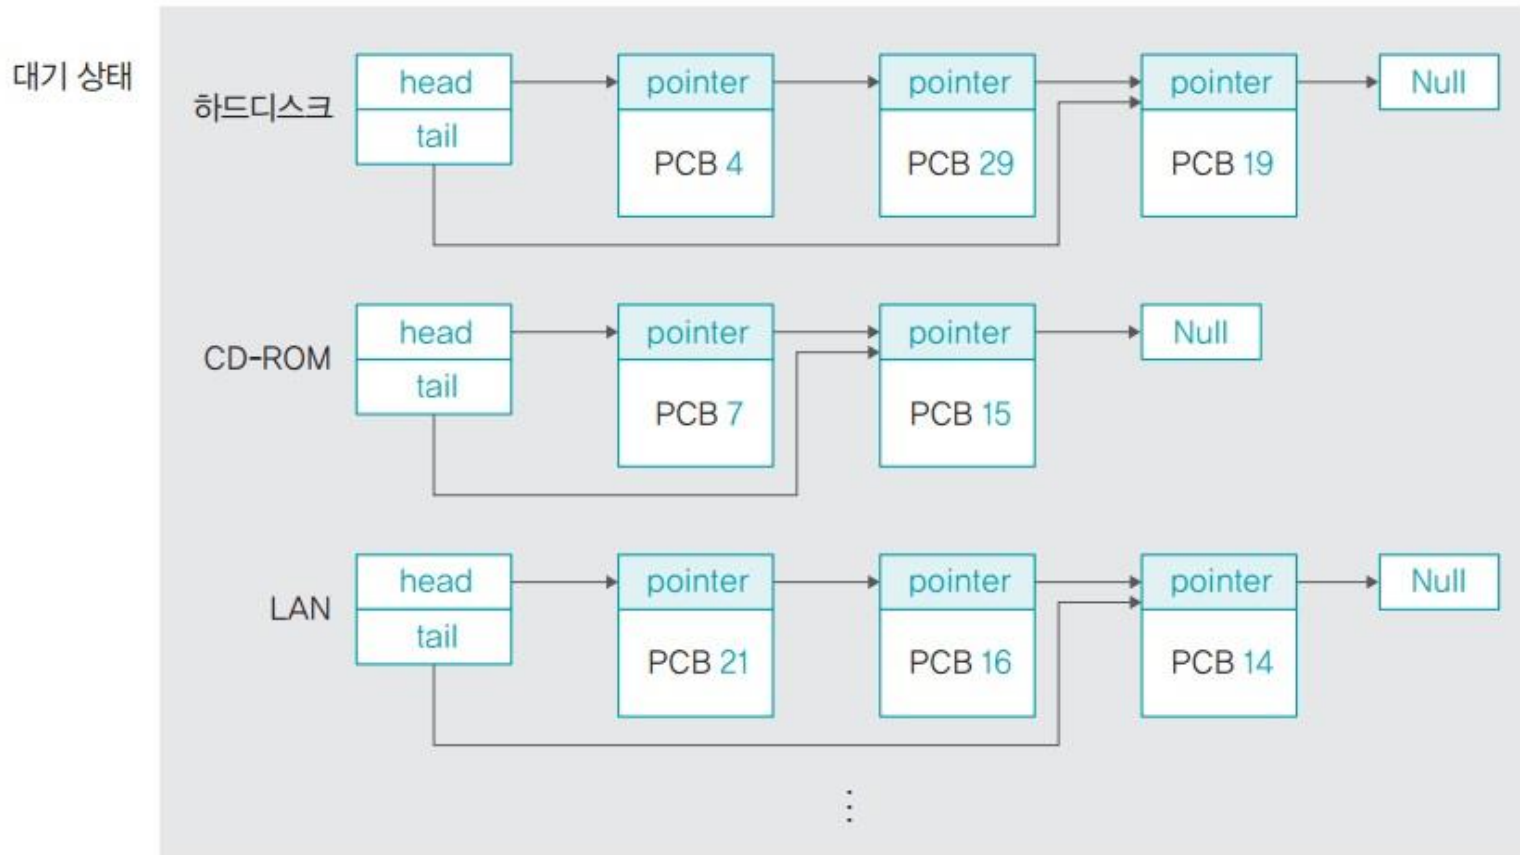 대기 상태
하드디스크
head
tail
pointer
PCB 4
pointer
PCB 29
pointer
PCB 19
Null
CD-ROM
head
tail
pointer
PCB 7
pointer
PCB 15
Null
LAN
head
tail
pointer
PCB 21
pointer
PCB 16
pointer
PCB 14
Null
⋮